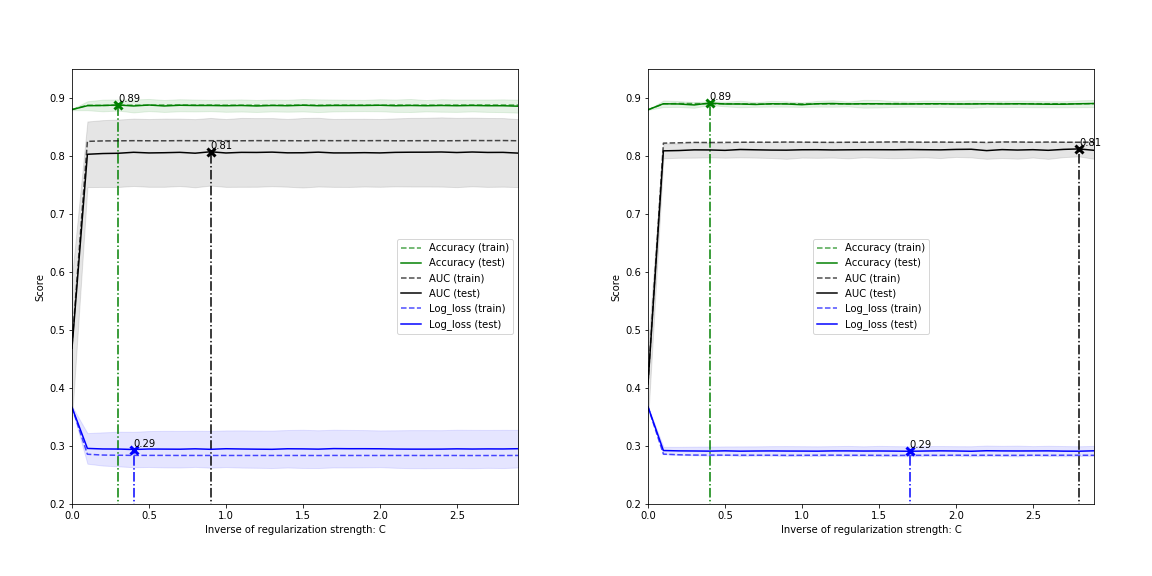 0.9
0.8
0.7
0.6
0.5
0.4
0.3
0.2
Score
0.89
0.81
0.29
Accuracy (train)
Accuracy (test)
AUC (train)
AUC (test)
Log_loss (train)
Log_loss (test)
0.0 0.5 1.0 1.5 2.0 2.5
Inverse of regularization strength: C
0.9
0.8
0.7
0.6
0.5
0.4
0.3
0.2
Score
0.89
0.81
0.29
Accuracy (train)
Accuracy (test)
AUC (train)
AUC (test)
Log_loss (train)
Log_loss (test)
0.0 0.5 1.0 1.5 2.0 2.5
Inverse of regularization strength: C